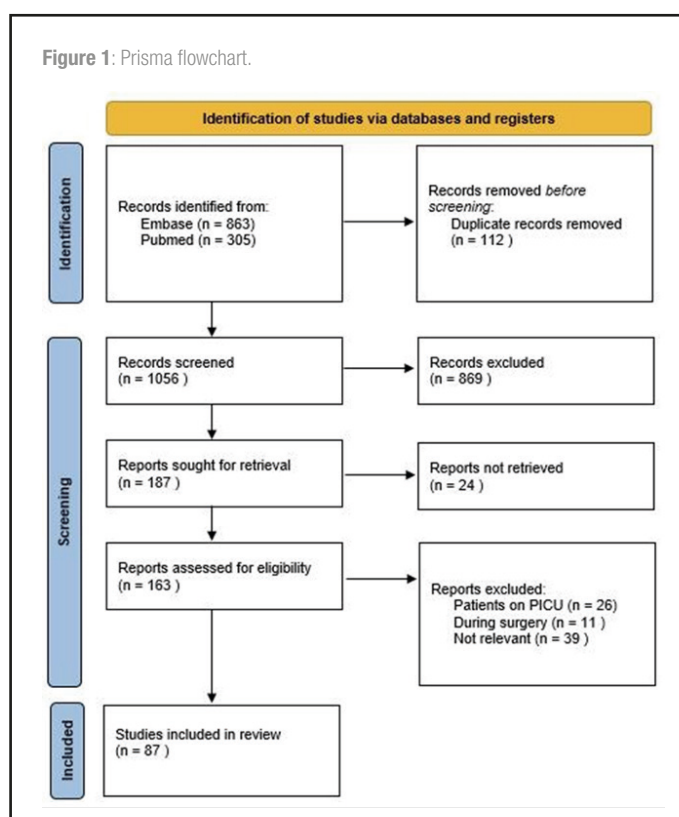 Figure 1: Prisma flowchart.
Identification of studies via databases and registers
Identification
Records identified from:
Embase (n = 863)
Pubmed (n = 305)
Records removed before
screening:
Duplicate records removed
(n = 112 )
Screening
Records screened
(n = 1056 )
Records excluded
(n = 869 )
Reports sought for retrieval
(n = 187 )
Reports not retrieved
(n = 24 )
Reports assessed for eligibility
(n = 163 )
Reports excluded:
Patients on PICU (n = 26)
During surgery (n = 11 )
Not relevant (n = 39 )
Included
Studies included in review
(n = 87 )